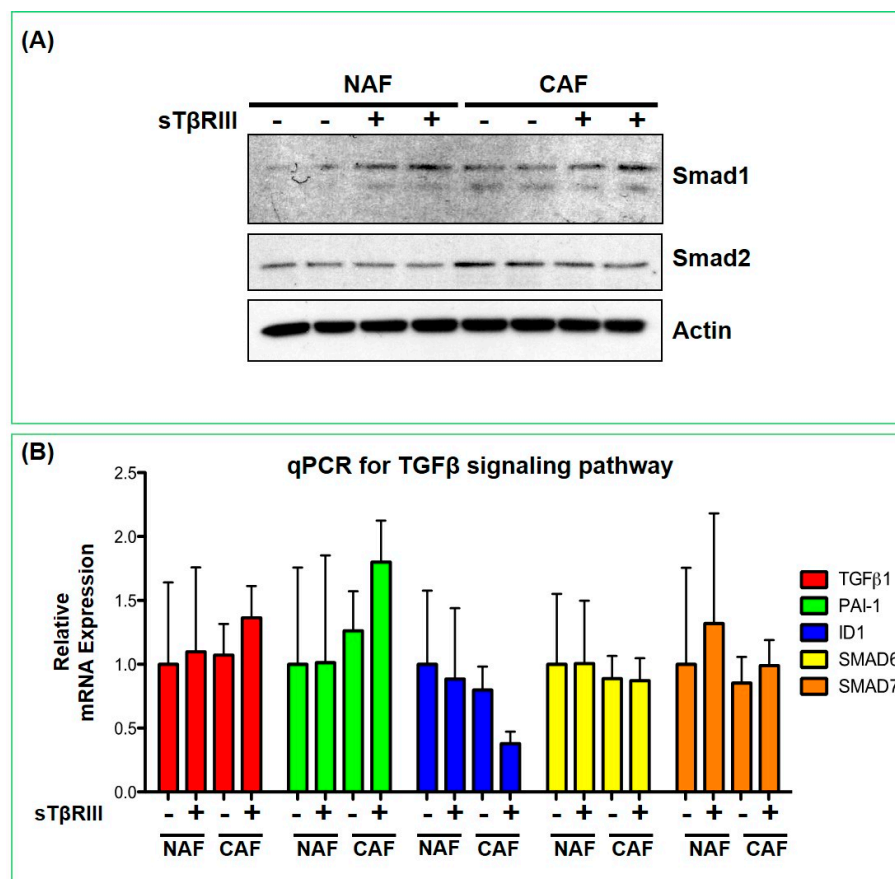 (A)
NAF CAF
sTβRIII - - + + - - + +
Smad1
Smad2
Actin
(B)
qPCR for TGFβ signaling pathway
Relative
mRNA Expression
2.5
2.0
1.5
1.0
0.5
0.0
TGFβ1
PAI-1
ID1
SMAD6
SMAD7
sTβRIII - + - + - + - + - + - + - + - + - + - +
NAF CAF NAF CAF NAF CAF NAF CAF NAF CAF